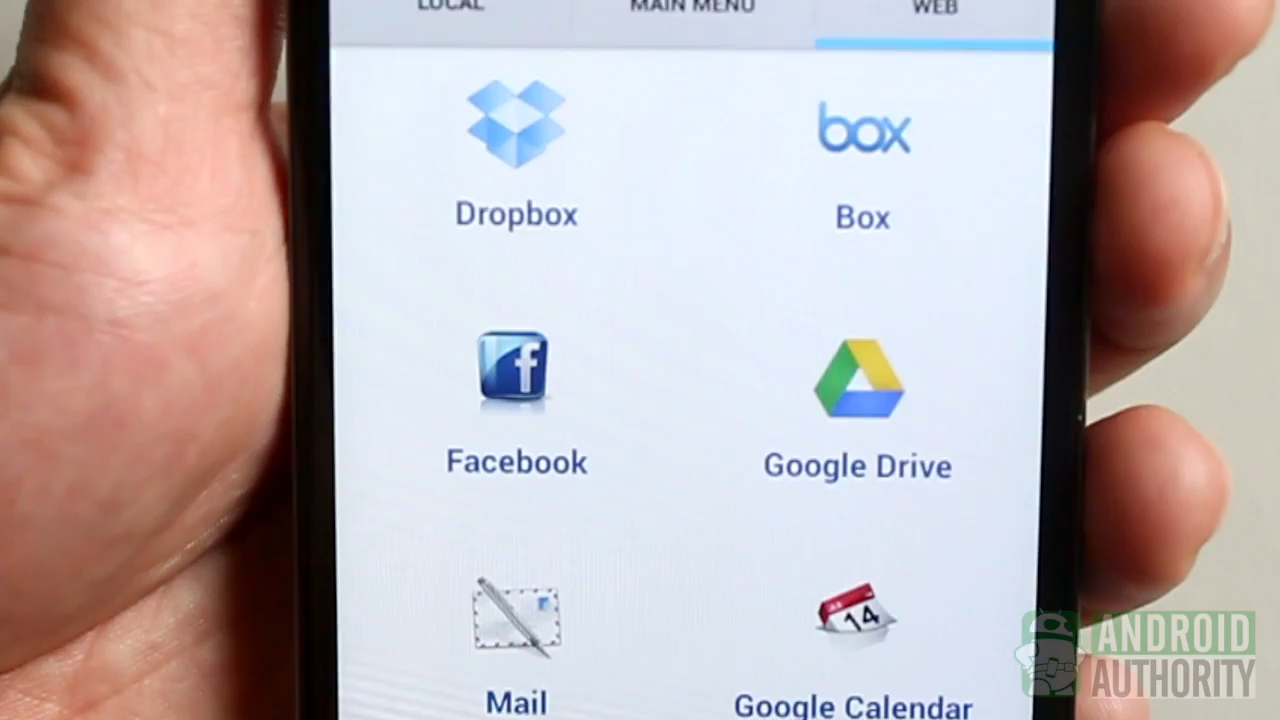 LOCAL
MAIN MENU
WEB
box
Dropbox
Box
f
Facebook
Google Drive
14
Mail
Google Calendar
ANDROID
AUTHORITY